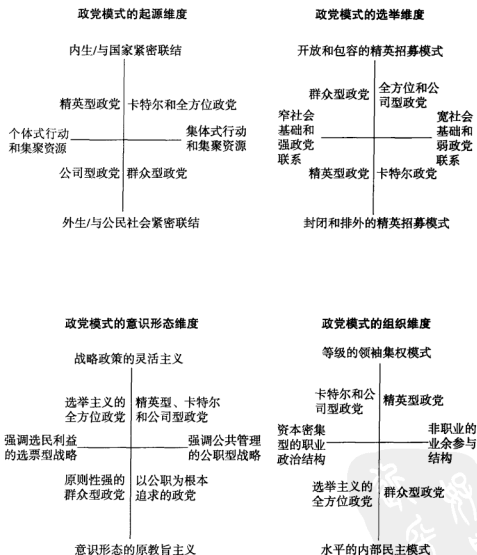 政党模式的起源维度
内生/与国家紧密联结
精英型政党
卡特尔和全方位政党
个体式行动
和集聚资源
集体式行动
和集聚资源
公司型政党
群众型政党
外生/与公民社会紧密联结
政党模式的选举维度
开放和包容的精英招募模式
群众型政党
全方位和公
司型政党
窄社会
基础和
强政党
联系
宽社会
基础和
弱政党
联系
精英型政党
卡特尔政党
封闭和排外的精英招募模式
政党模式的意识形态维度
战略政策的灵活主义
选举主义的
全方位政党
精英型、卡特尔
和公司型政党
强调选民利益
的选票型战略
强调公共管理
的公职型战略
原则性强的
群众型政党
以公职为根本
追求的政党
意识形态的原教旨主义
政党模式的组织维度
等级的领袖集权模式
卡特尔和公
司型政党
精英型政党
资本密集
型的职业
政治结构
非职业的
业余参与
结构
选举主义的
全方位政党
群众型政党
水平的内部民主模式